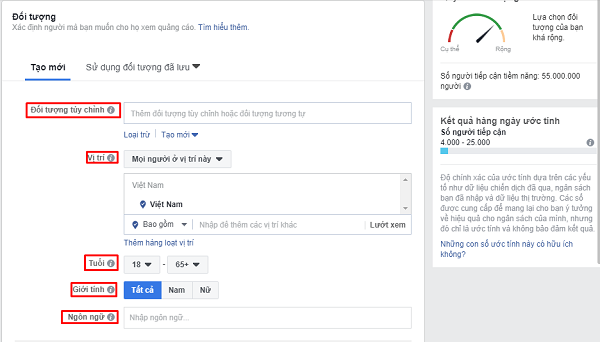 Đối tượng
Xác định người mà bạn muốn cho họ xem quảng cáo. Tìm hiểu thêm.
Tạo mới
Sử dụng đối tượng đã lưu
Đối tượng tùy chỉnh
Thêm đối tượng tùy chỉnh hoặc đối tượng tương tự
Loại trừ
Tạo mới
Vị trí
Mọi người ở vị trí này
Việt Nam
Việt Nam
Bao gồm
Nhập để thêm các vị trí khác
Lướt xem
Thêm hàng loạt vị trí
Tuổi
18 - 65+
Giới tính
Tất cả Nam Nữ
Ngôn ngữ
Nhập ngôn ngữ...
Cụ thể
Rộng
Lựa chọn đối
tượng của bạn
khá rộng.
Số người tiếp cận tiềm năng: 55.000.000
người
Kết quả hàng ngày ước tính
Số người tiếp cận
4.000 - 25.000
Độ chính xác của ước tính dựa trên các yếu
tố như dữ liệu chiến dịch đã qua, ngân sách
bạn đã nhập và dữ liệu thị trường. Các số
được cung cấp để mang lại cho bạn ý tưởng
về hiệu quả cho ngân sách của mình, nhưng
đó chỉ là ước tính và không bảo đảm kết quả.
Những con số ước tính này có hữu ích
không?